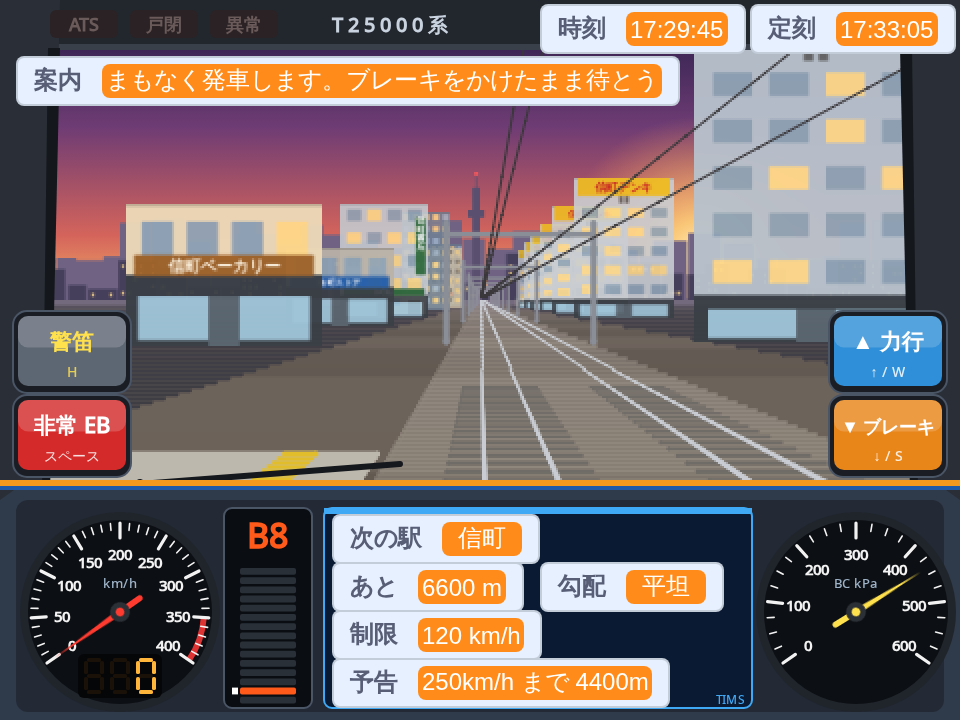 ATS 戸閉 異常 T25000系 時刻 17:29:45 定刻 17:33:05
案内 まもなく発車します。ブレーキをかけたまま待とう
信町デンキ
信町ベーカリー
警笛
H
非常 EB
スペース
▲ 力行
↑ / W
▼ ブレーキ
↓ / S
0 50 100 150 200 250 300 350 400
km/h
0
B8
次の駅 信町
あと 6600 m 勾配 平坦
制限 120 km/h
予告 250km/h まで 4400m
TIMS
0 100 200 300 400 500 600
BC kPa